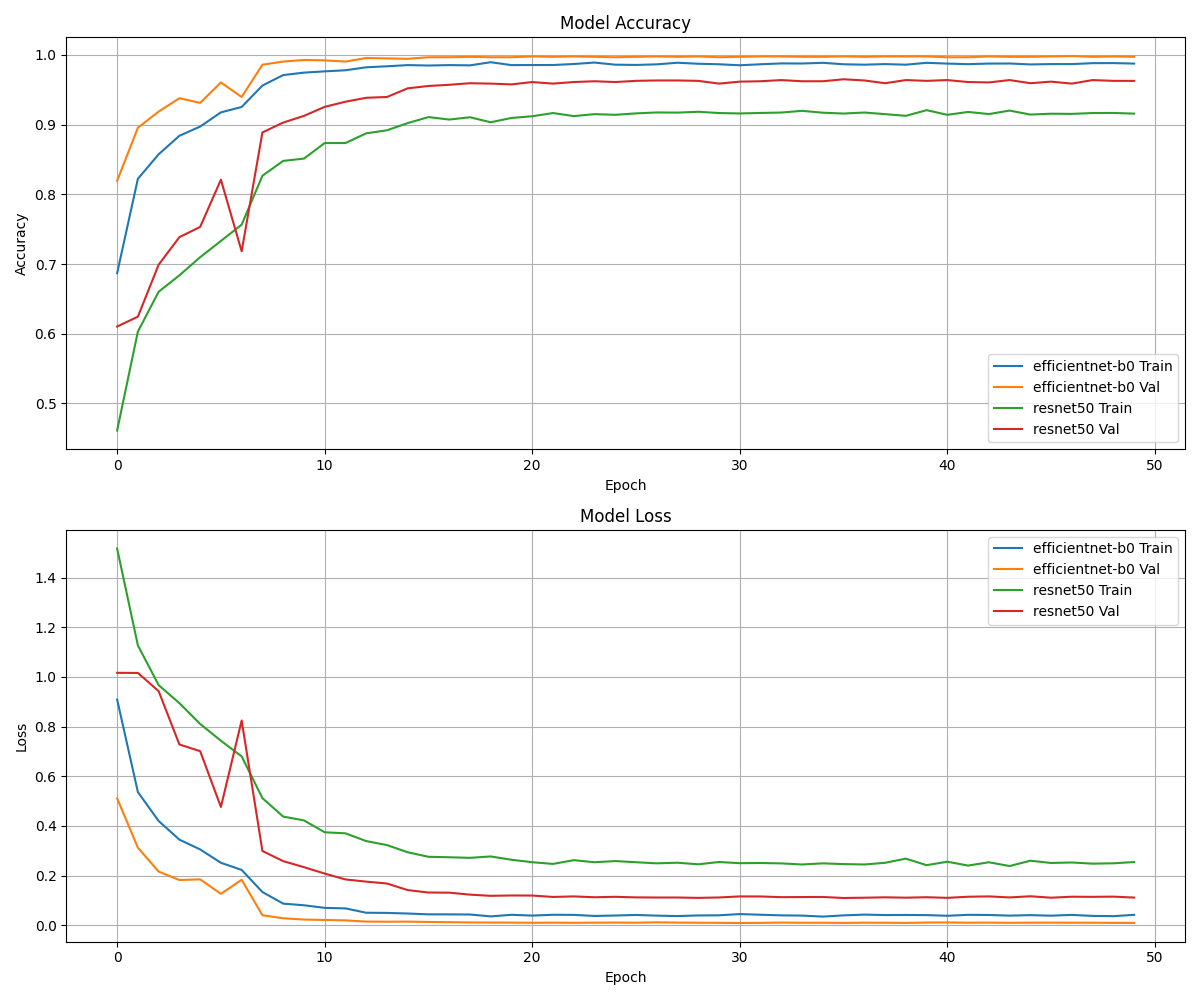 Model Accuracy
Accuracy
1.0
0.9
0.8
0.7
0.6
0.5
efficientnet-b0 Train
efficientnet-b0 Val
resnet50 Train
resnet50 Val
0 10 20 30 40 50
Epoch
Model Loss
Loss
1.4
1.2
1.0
0.8
0.6
0.4
0.2
0.0
efficientnet-b0 Train
efficientnet-b0 Val
resnet50 Train
resnet50 Val
0 10 20 30 40 50
Epoch